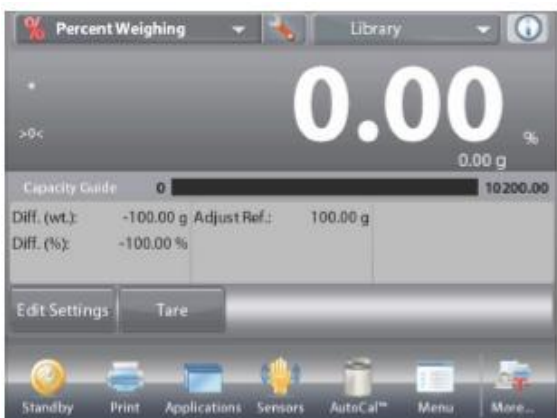 % Percent Weighing Library
*
>0<
0.00 %
0.00 g
Capacity Guide 0 10200.00
Diff. (wt.): -100.00 g Adjust Ref.: 100.00 g
Diff. (%): -100.00 %
Edit Settings Tare
Standby Print Applications Sensors AutoCal™ Menu More...